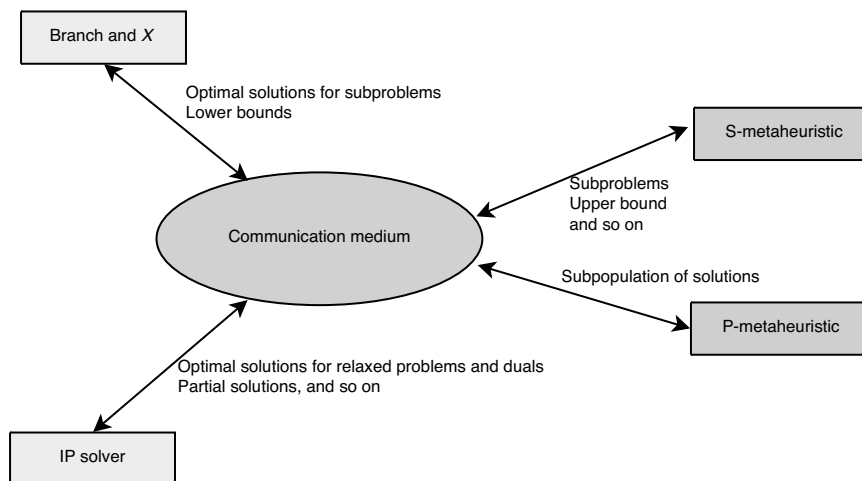 Branch and X
Optimal solutions for subproblems
Lower bounds
S-metaheuristic
Subproblems
Upper bound
and so on
Communication medium
Subpopulation of solutions
P-metaheuristic
Optimal solutions for relaxed problems and duals
Partial solutions, and so on
IP solver